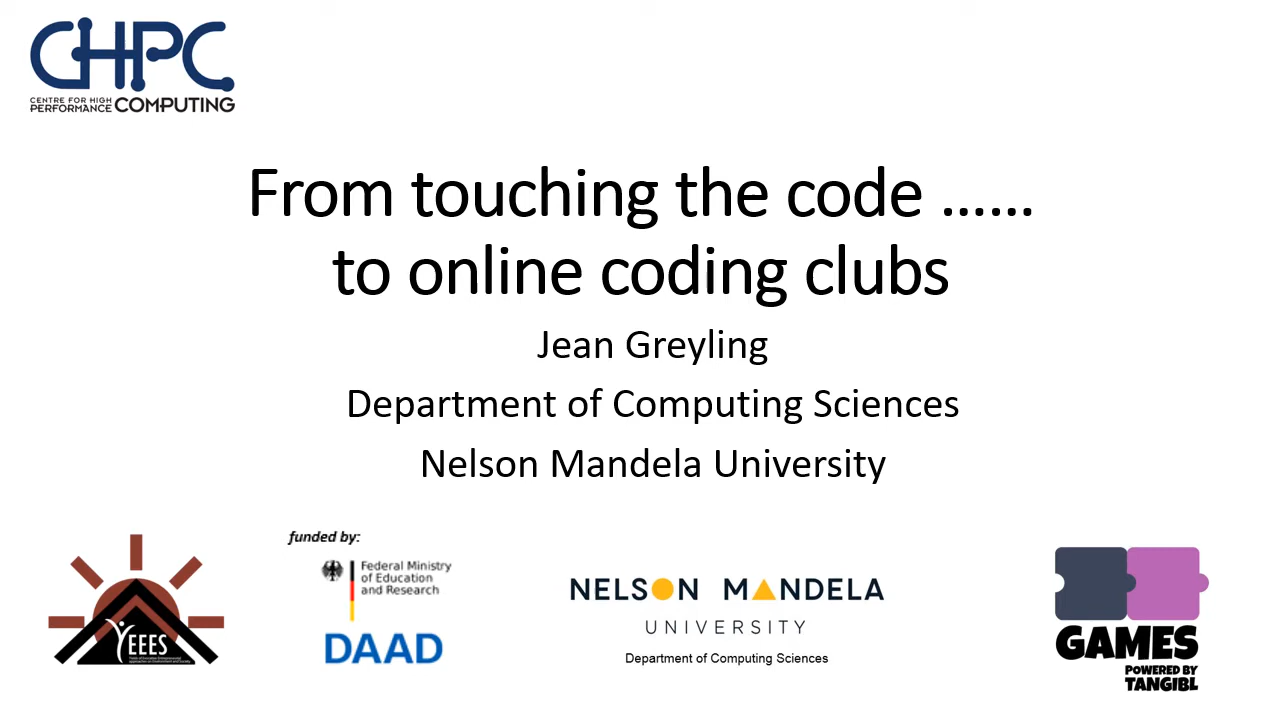 CHPC
CENTRE FOR HIGH
PERFORMANCE COMPUTING
From touching the code ……
to online coding clubs
Jean Greyling
Department of Computing Sciences
Nelson Mandela University
YEEES
funded by:
Federal Ministry
of Education
and Research
DAAD
NELSON MANDELA
UNIVERSITY
Department of Computing Sciences
GAMES
POWERED BY
TANGIBL